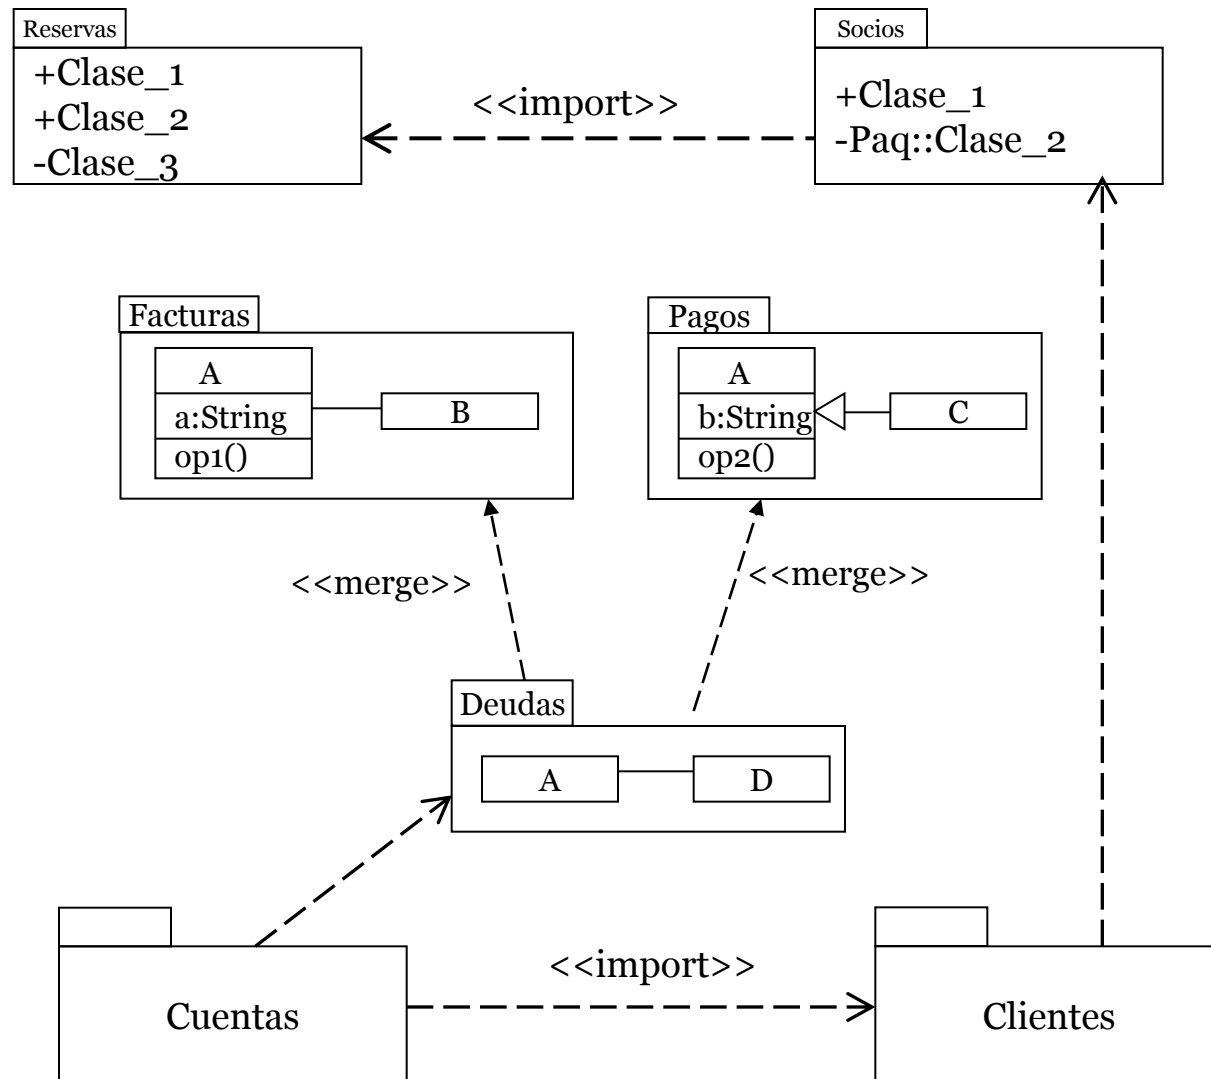 Reservas
+Clase_1
+Clase_2
-Clase_3
<<import>>
Socios
+Clase_1
-Paq::Clase_2
Facturas
A
a:String
op1()
B
Pagos
A
b:String
op2()
C
<<merge>>
<<merge>>
Deudas
A
D
Cuentas
<<import>>
Clientes